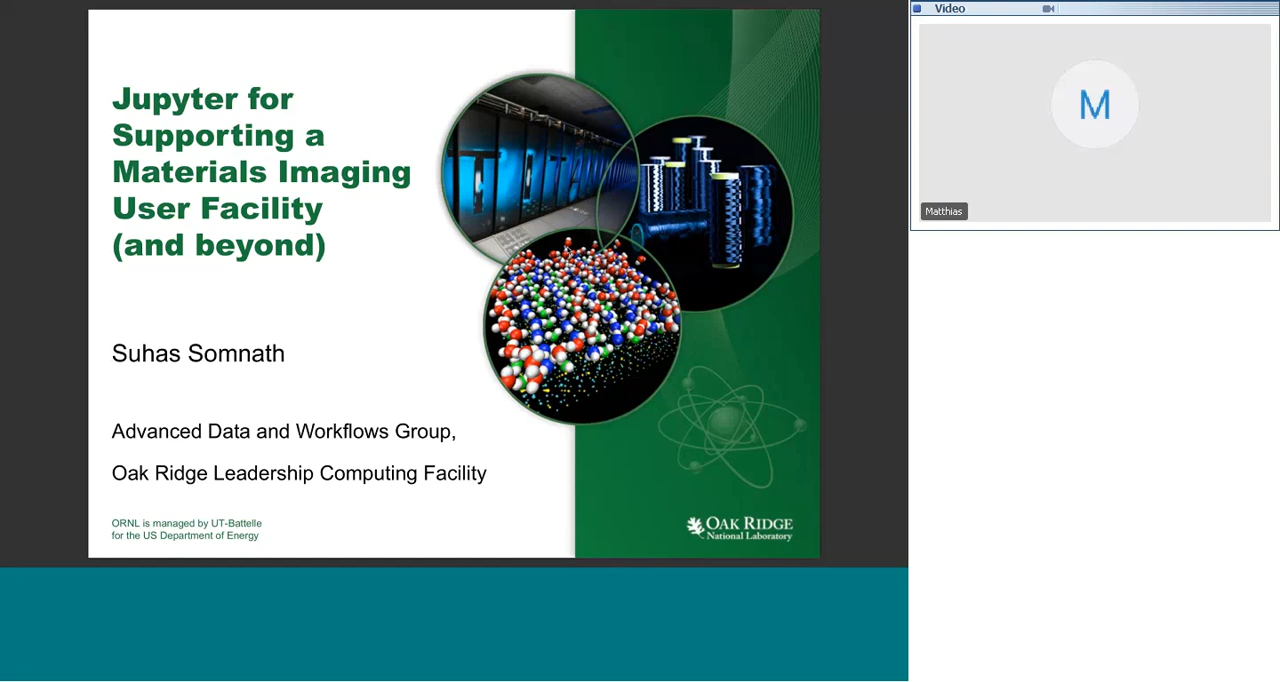 Jupyter for
Supporting a
Materials Imaging
User Facility
(and beyond)
Suhas Somnath
Advanced Data and Workflows Group,
Oak Ridge Leadership Computing Facility
ORNL is managed by UT-Battelle
for the US Department of Energy
OAK RIDGE
National Laboratory
Video
M
Matthias